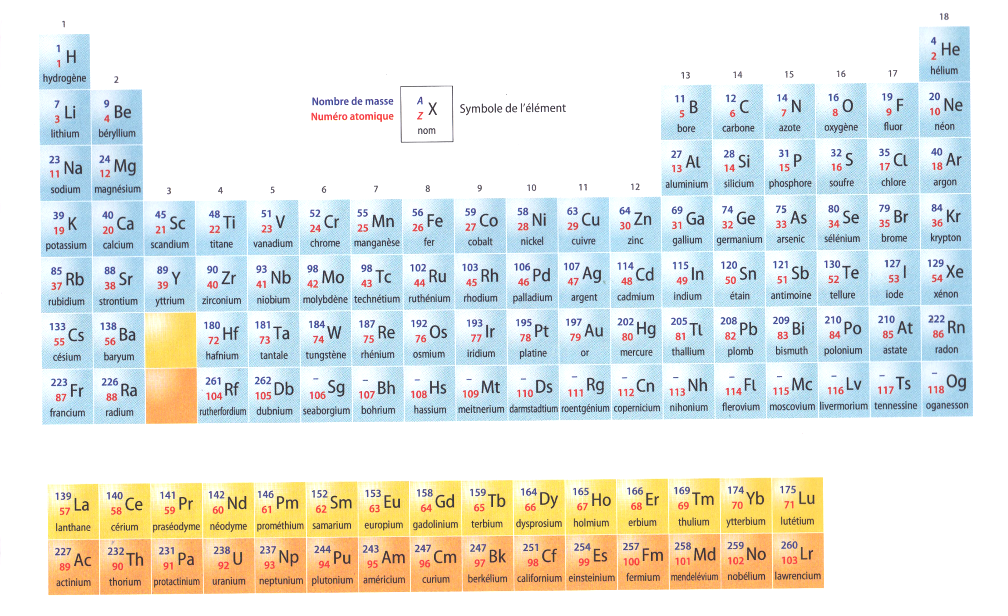 1 18
1 H 1 hydrogène 4 He 2 hélium
2 13 14 15 16 17
7 Li 3 lithium 9 Be 4 béryllium 11 B 5 bore 12 C 6 carbone 14 N 7 azote 16 O 8 oxygène 19 F 9 fluor 20 Ne 10 néon
Nombre de masse A X Symbole de l'élément
Numéro atomique Z nom
23 Na 11 sodium 24 Mg 12 magnésium 27 Al 13 aluminium 28 Si 14 silicium 31 P 15 phosphore 32 S 16 soufre 35 Cl 17 chlore 40 Ar 18 argon
3 4 5 6 7 8 9 10 11 12
39 K 19 potassium 40 Ca 20 calcium 45 Sc 21 scandium 48 Ti 22 titane 51 V 23 vanadium 52 Cr 24 chrome 55 Mn 25 manganèse 56 Fe 26 fer 59 Co 27 cobalt 58 Ni 28 nickel 63 Cu 29 cuivre 64 Zn 30 zinc 69 Ga 31 gallium 74 Ge 32 germanium 75 As 33 arsenic 80 Se 34 sélénium 79 Br 35 brome 84 Kr 36 krypton
85 Rb 37 rubidium 88 Sr 38 strontium 89 Y 39 yttrium 90 Zr 40 zirconium 93 Nb 41 niobium 98 Mo 42 molybdène 98 Tc 43 technétium 102 Ru 44 ruthénium 103 Rh 45 rhodium 106 Pd 46 palladium 107 Ag 47 argent 114 Cd 48 cadmium 115 In 49 indium 120 Sn 50 étain 121 Sb 51 antimoine 130 Te 52 tellure 127 I 53 iode 129 Xe 54 xénon
133 Cs 55 césium 138 Ba 56 baryum 180 Hf 72 hafnium 181 Ta 73 tantale 184 W 74 tungstène 187 Re 75 rhénium 192 Os 76 osmium 193 Ir 77 iridium 195 Pt 78 platine 197 Au 79 or 202 Hg 80 mercure 205 Tl 81 thallium 208 Pb 82 plomb 209 Bi 83 bismuth 210 Po 84 polonium 210 At 85 astate 222 Rn 86 radon
223 Fr 87 francium 226 Ra 88 radium 261 Rf 104 rutherfordium 262 Db 105 dubnium – Sg 106 seaborgium – Bh 107 bohrium – Hs 108 hassium – Mt 109 meitnerium – Ds 110 darmstadtium – Rg 111 roentgénium – Cn 112 copernicium – Nh 113 nihonium – Fl 114 flerovium – Mc 115 moscovium – Lv 116 livermorium – Ts 117 tennessine – Og 118 oganesson
139 La 57 lanthane 140 Ce 58 cérium 141 Pr 59 praséodyme 142 Nd 60 néodyme 146 Pm 61 prométhium 152 Sm 62 samarium 153 Eu 63 europium 158 Gd 64 gadolinium 159 Tb 65 terbium 164 Dy 66 dysprosium 165 Ho 67 holmium 166 Er 68 erbium 169 Tm 69 thulium 174 Yb 70 ytterbium 175 Lu 71 lutétium
227 Ac 89 actinium 232 Th 90 thorium 231 Pa 91 protactinium 238 U 92 uranium 237 Np 93 neptunium 244 Pu 94 plutonium 243 Am 95 américium 247 Cm 96 curium 247 Bk 97 berkélium 251 Cf 98 californium 254 Es 99 einsteinium 257 Fm 100 fermium 258 Md 101 mendelévium 259 No 102 nobélium 260 Lr 103 lawrencium